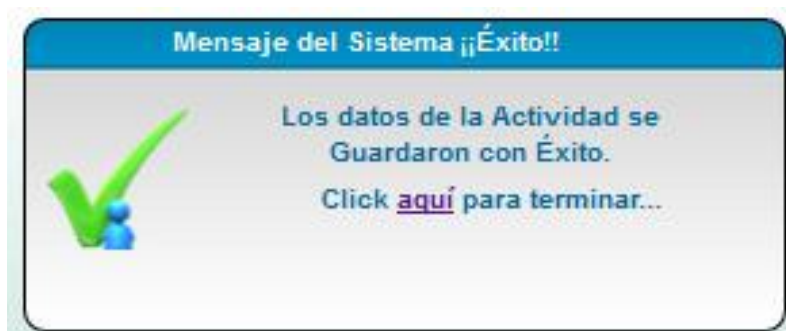 Mensaje del Sistema ¡¡Éxito!!
Los datos de la Actividad se
Guardaron con Éxito.
Click aquí para terminar...